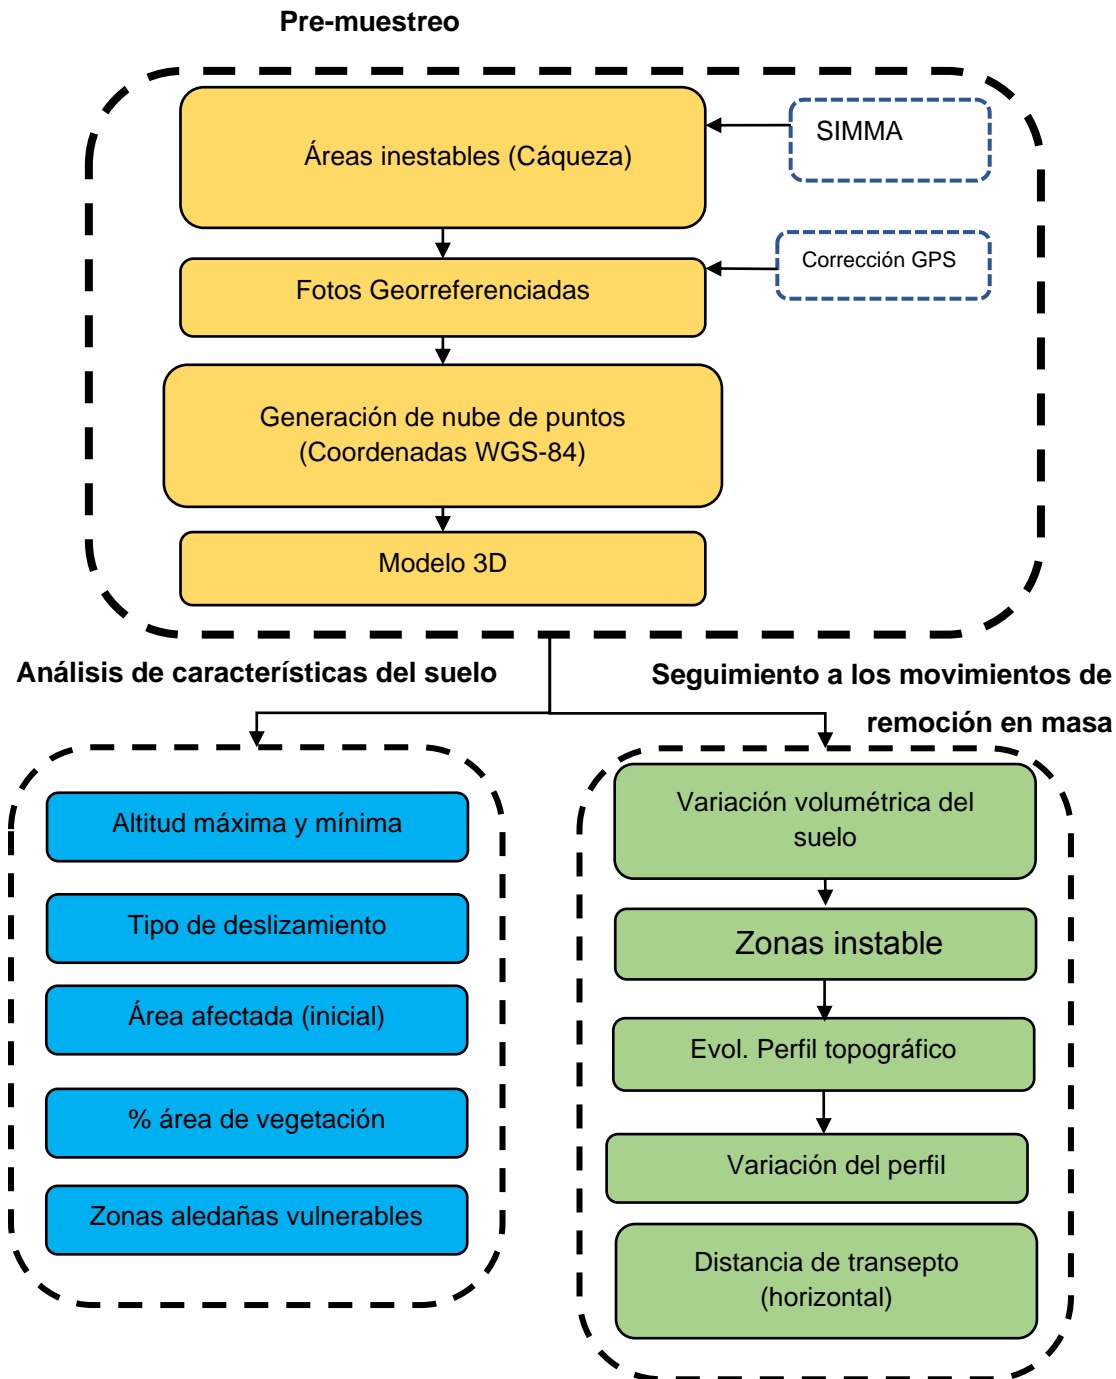 Pre-muestreo
Áreas inestables (Cáqueza)
SIMMA
Fotos Georreferenciadas
Corrección GPS
Generación de nube de puntos
(Coordenadas WGS-84)
Modelo 3D
Análisis de características del suelo
Altitud máxima y mínima
Tipo de deslizamiento
Área afectada (inicial)
% área de vegetación
Zonas aledañas vulnerables
Seguimiento a los movimientos de
remoción en masa
Variación volumétrica del
suelo
Zonas instable
Evol. Perfil topográfico
Variación del perfil
Distancia de transepto
(horizontal)